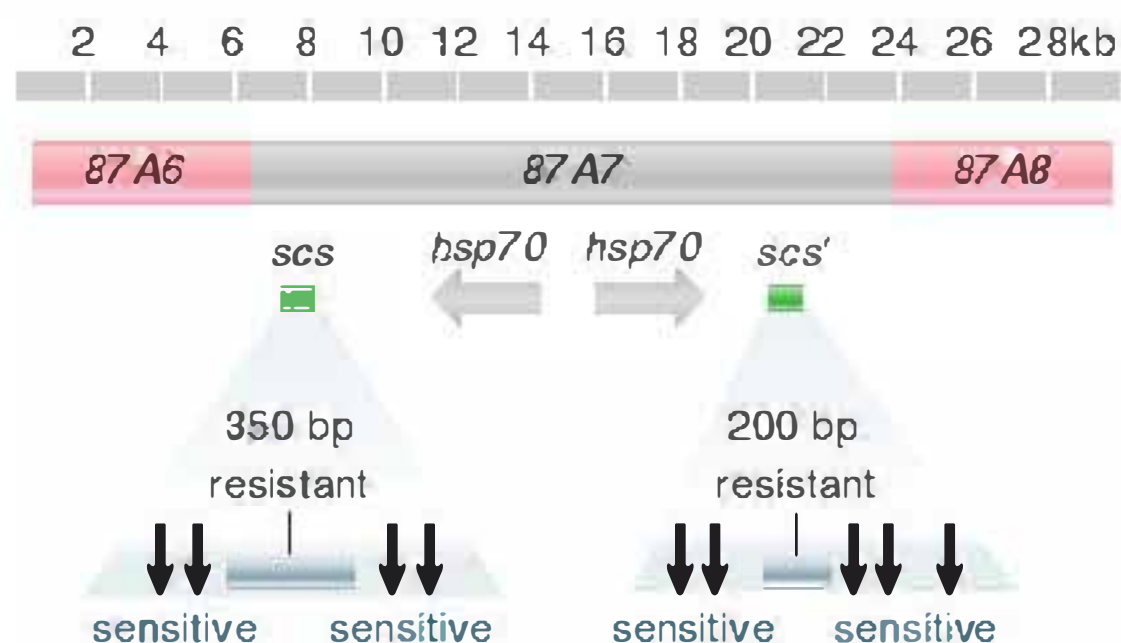 2 4 6 8 10 12 14 16 18 20 22 24 26 28kb
87A6 87A7 87A8
scs hsp70 hsp70 scs'
350 bp 200 bp
resistant resistant
sensitive sensitive sensitive sensitive